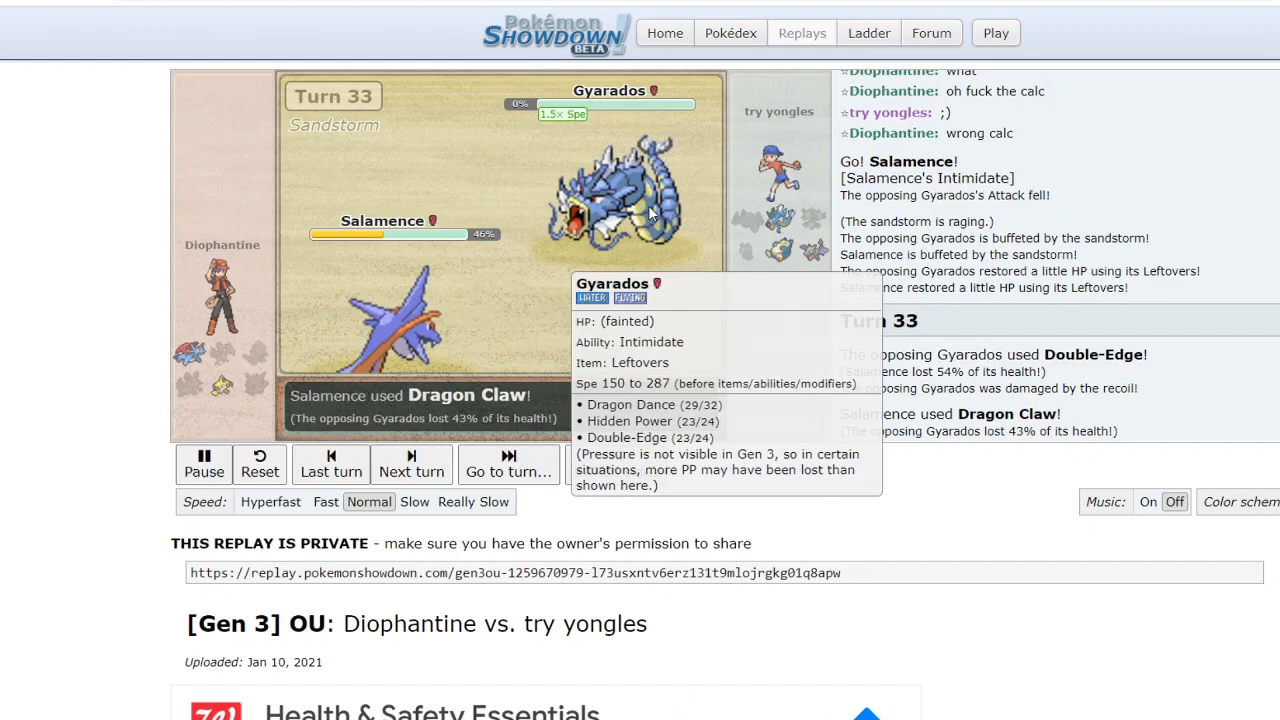 Pokémon
SHOWDOWN!
BETA
Home
Pokédex
Replays
Ladder
Forum
Play
Turn 33
Sandstorm
Gyarados
0%
1.5× Spe
Salamence
46%
Diophantine
try yongles
Salamence used Dragon Claw!
(The opposing Gyarados lost 43% of its health!)
Gyarados
WATER FLYING
HP: (fainted)
Ability: Intimidate
Item: Leftovers
Spe 150 to 287 (before items/abilities/modifiers)
• Dragon Dance (29/32)
• Hidden Power (23/24)
• Double-Edge (23/24)
(Pressure is not visible in Gen 3, so in certain
situations, more PP may have been lost than
shown here.)
☆Diophantine: what
☆Diophantine: oh fuck the calc
☆try yongles: ;)
☆Diophantine: wrong calc
Go! Salamence!
[Salamence's Intimidate]
The opposing Gyarados's Attack fell!
(The sandstorm is raging.)
The opposing Gyarados is buffeted by the sandstorm!
Salamence is buffeted by the sandstorm!
The opposing Gyarados restored a little HP using its Leftovers!
Salamence restored a little HP using its Leftovers!
Turn 33
The opposing Gyarados used Double-Edge!
(Salamence lost 54% of its health!)
opposing Gyarados was damaged by the recoil!
Salamence used Dragon Claw!
(The opposing Gyarados lost 43% of its health!)
Pause
Reset
Last turn
Next turn
Go to turn...
Speed: Hyperfast Fast Normal Slow Really Slow
Music: On Off
Color schem
THIS REPLAY IS PRIVATE - make sure you have the owner's permission to share
https://replay.pokemonshowdown.com/gen3ou-1259670979-l73usxntv6erz131t9mlojrgkg01q8apw
[Gen 3] OU: Diophantine vs. try yongles
Uploaded: Jan 10, 2021
Health & Safety Essentials